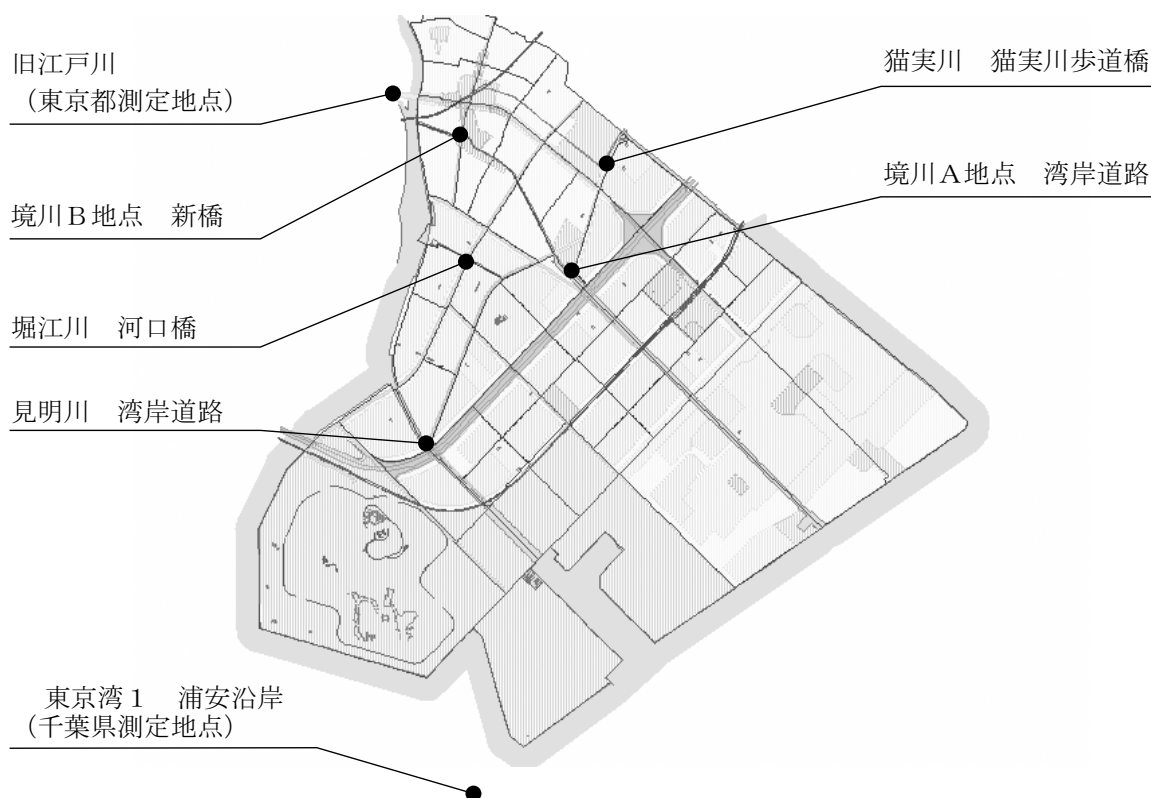 旧江戸川
（東京都測定地点）
猫実川　猫実川歩道橋
境川Ａ地点　湾岸道路
境川Ｂ地点　新橋
堀江川　河口橋
見明川　湾岸道路
東京湾１　浦安沿岸
（千葉県測定地点）